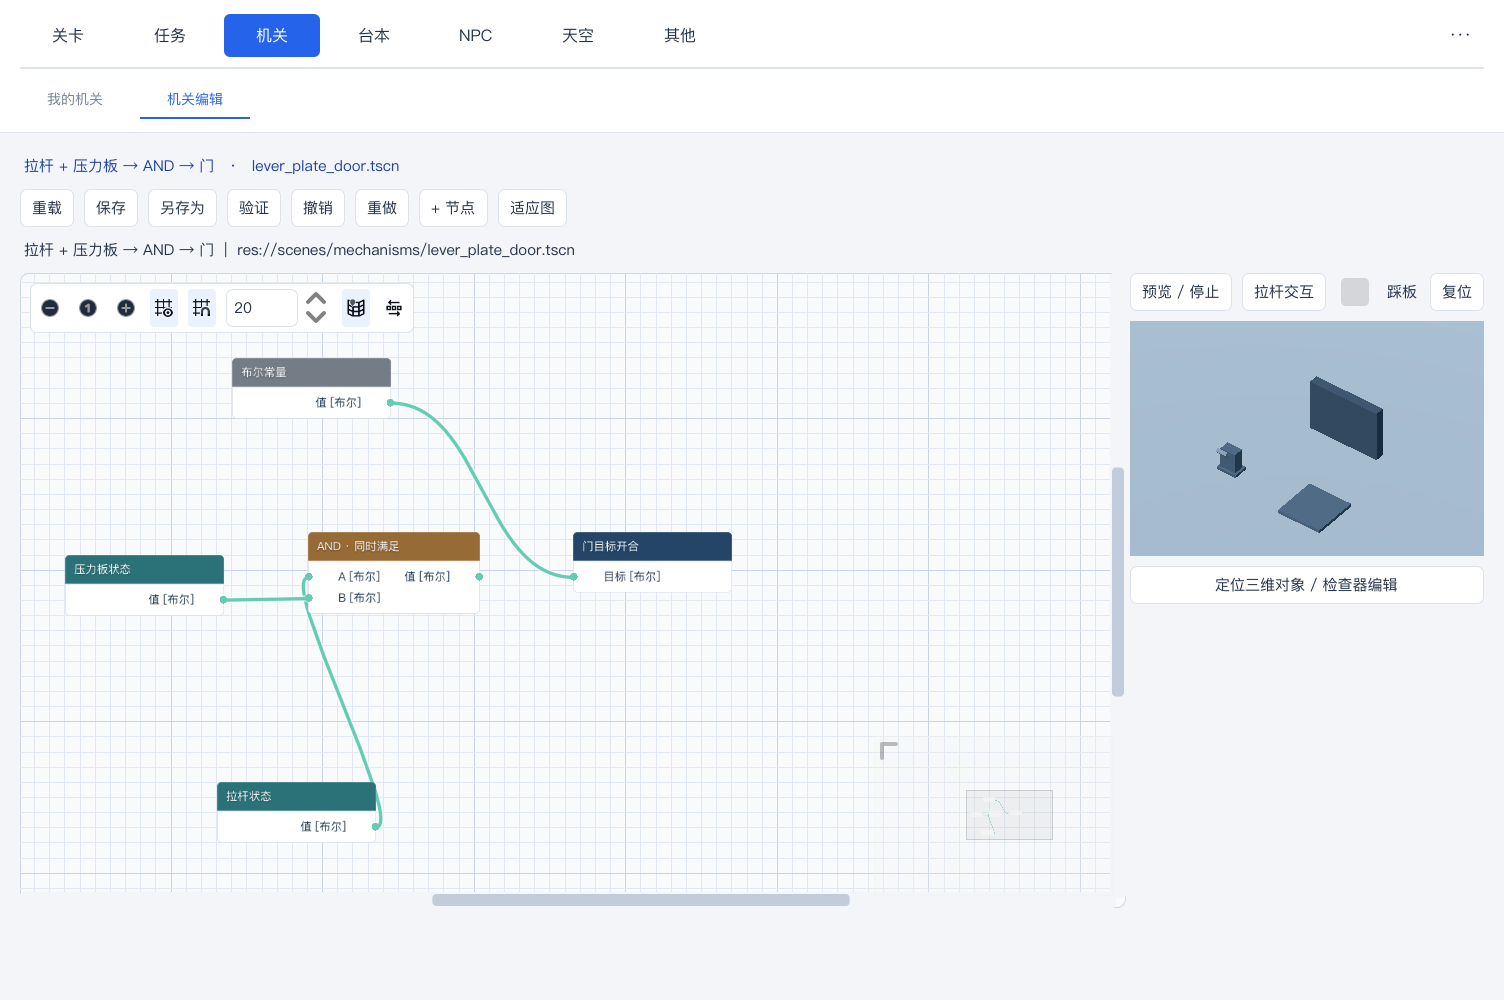 关卡 任务 机关 台本 NPC 天空 其他 ···
我的机关 机关编辑
拉杆 + 压力板 → AND → 门 · lever_plate_door.tscn
重载 保存 另存为 验证 撤销 重做 + 节点 适应图
拉杆 + 压力板 → AND → 门 | res://scenes/mechanisms/lever_plate_door.tscn
预览 / 停止 拉杆交互 踩板 复位
1 20
布尔常量
值 [布尔]
AND · 同时满足
A [布尔] 值 [布尔]
B [布尔]
门目标开合
目标 [布尔]
压力板状态
值 [布尔]
定位三维对象 / 检查器编辑
拉杆状态
值 [布尔]